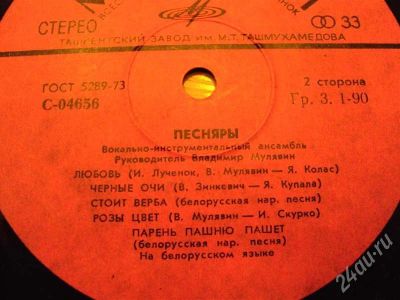 СТЕРЕО
33
ТАШКЕНТСКИЙ ЗАВОД ИМ. М.Т. ТАШМУХАМЕДОВА
ГОСТ 5289-73
С-04656
2 сторона
Гр. 3. 1-90
ПЕСНЯРЫ
Вокально-инструментальный ансамбль
Руководитель Владимир Мулявин
ЛЮБОВЬ (И. Лученок, В. Мулявин — Я. Колас)
ЧЕРНЫЕ ОЧИ (В. Зинкович — Я. Купала)
СТОИТ ВЕРБА (белорусская нар. песня)
РОЗЫ ЦВЕТ (В. Мулявин — И. Скурко)
ПАРЕНЬ ПАШНЮ ПАШЕТ
(белорусская нар. песня)
На белорусском языке
24au.ru